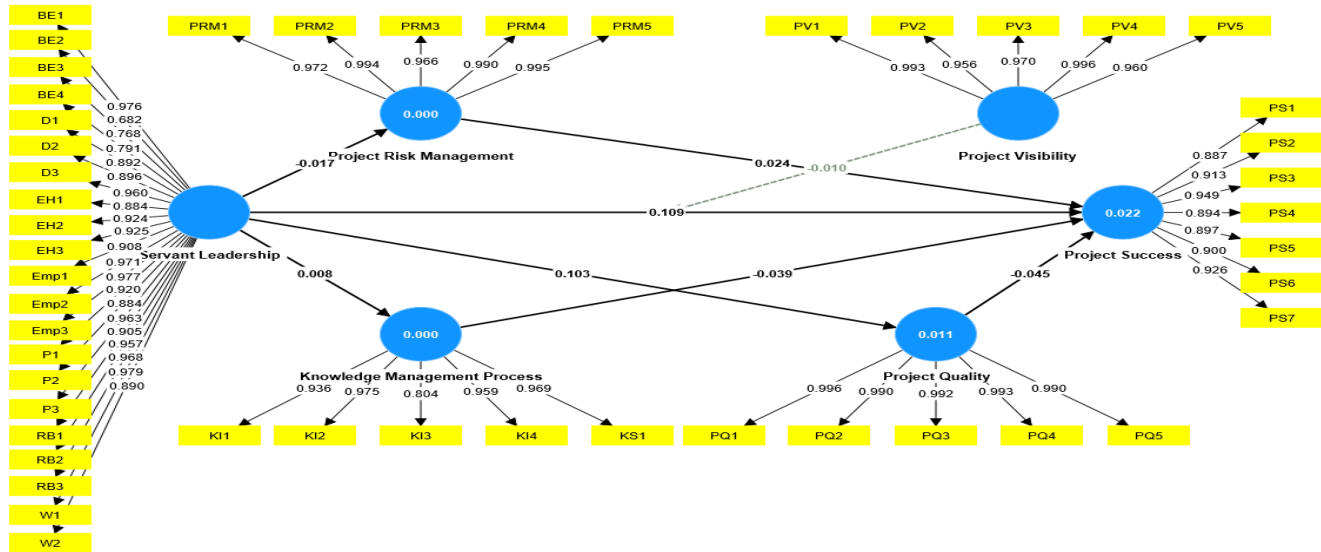 BE1
BE2
BE3
BE4
D1
D2
D3
EH1
EH2
EH3
Emp1
Emp2
Emp3
P1
P2
P3
RB1
RB2
RB3
W1
W2
0.976
0.682
0.768
0.791
0.892
0.896
0.960
0.884
0.924
0.925
0.908
0.971
0.977
0.920
0.884
0.963
0.905
0.957
0.968
0.979
0.890
Servant Leadership
PRM1 PRM2 PRM3 PRM4 PRM5
0.972 0.994 0.966 0.990 0.995
0.000
Project Risk Management
-0.017
PV1 PV2 PV3 PV4 PV5
0.993 0.956 0.970 0.996 0.960
Project Visibility
0.024
-0.010
0.109
0.008
0.103
-0.039
-0.045
0.022
Project Success
0.887
0.913
0.949
0.894
0.897
0.900
0.926
PS1
PS2
PS3
PS4
PS5
PS6
PS7
0.000
Knowledge Management Process
0.936 0.975 0.804 0.959 0.969
KI1 KI2 KI3 KI4 KS1
0.011
Project Quality
0.996 0.990 0.992 0.993 0.990
PQ1 PQ2 PQ3 PQ4 PQ5